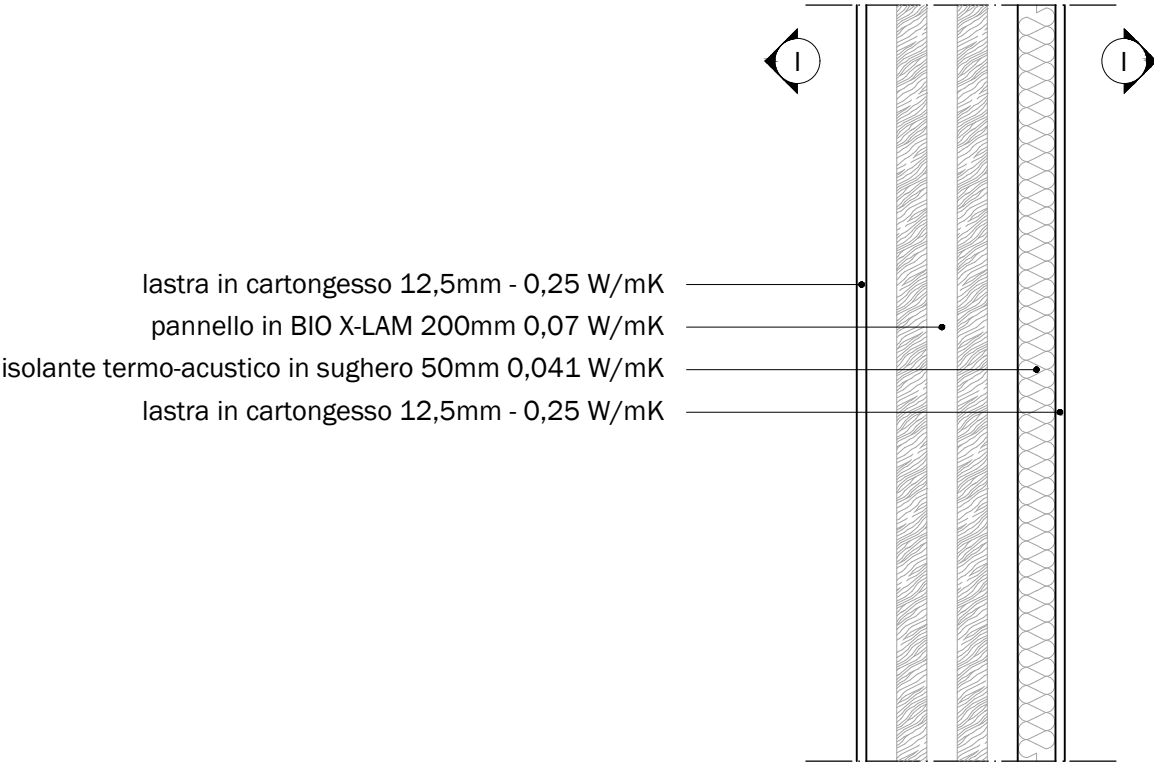 I I
lastra in cartongesso 12,5mm - 0,25 W/mK
pannello in BIO X-LAM 200mm 0,07 W/mK
isolante termo-acustico in sughero 50mm 0,041 W/mK
lastra in cartongesso 12,5mm - 0,25 W/mK